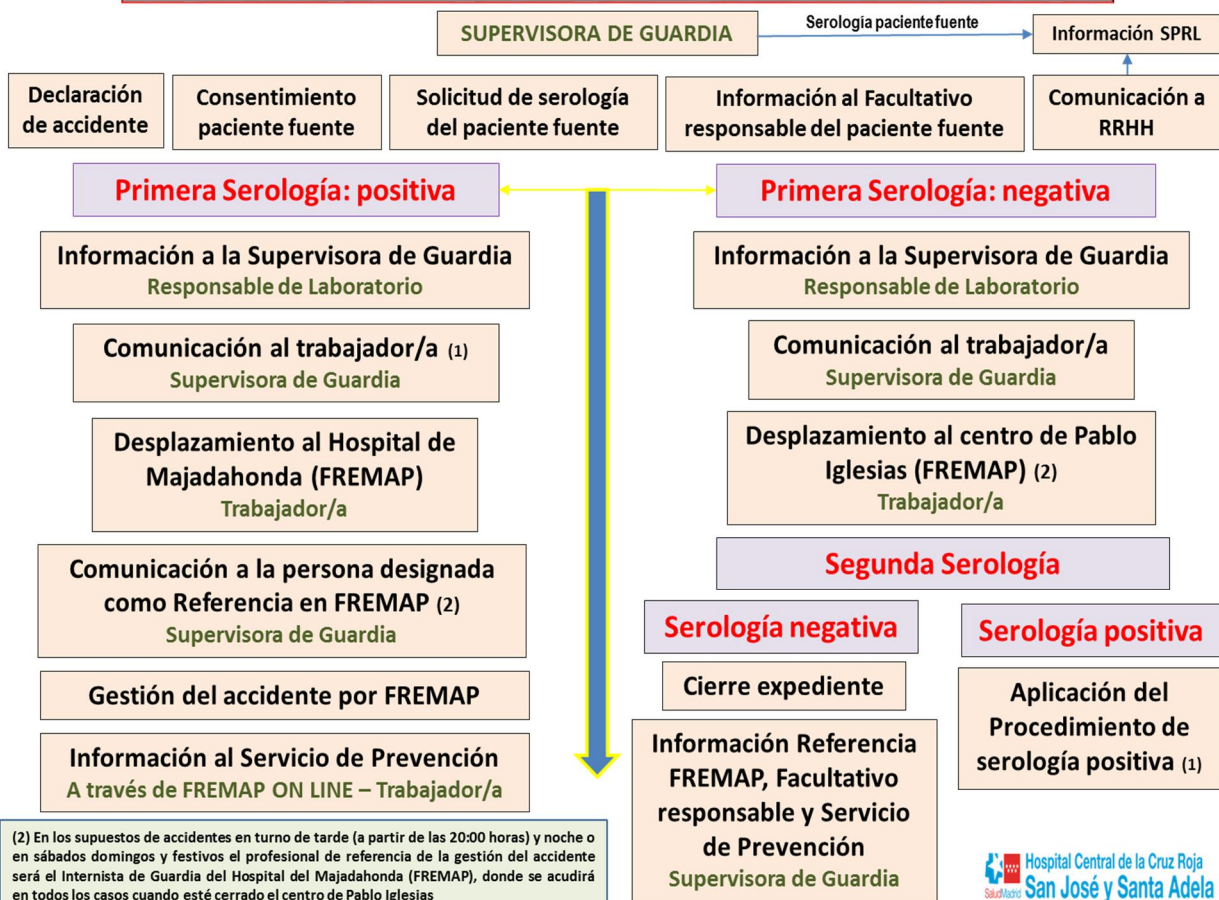 SUPERVISORA DE GUARDIA
Serología paciente fuente
Información SPRL
Declaración
de accidente
Consentimiento
paciente fuente
Solicitud de serología
del paciente fuente
Información al Facultativo
responsable del paciente fuente
Comunicación a
RRHH
Primera Serología: positiva
Información a la Supervisora de Guardia
Responsable de Laboratorio
Comunicación al trabajador/a (1)
Supervisora de Guardia
Desplazamiento al Hospital de
Majadahonda (FREMAP)
Trabajador/a
Comunicación a la persona designada
como Referencia en FREMAP (2)
Supervisora de Guardia
Gestión del accidente por FREMAP
Información al Servicio de Prevención
A través de FREMAP ON LINE – Trabajador/a
Primera Serología: negativa
Información a la Supervisora de Guardia
Responsable de Laboratorio
Comunicación al trabajador/a
Supervisora de Guardia
Desplazamiento al centro de Pablo
Iglesias (FREMAP) (2)
Trabajador/a
Segunda Serología
Serología negativa
Cierre expediente
Información Referencia
FREMAP, Facultativo
responsable y Servicio
de Prevención
Supervisora de Guardia
Serología positiva
Aplicación del
Procedimiento de
serología positiva (1)
(2) En los supuestos de accidentes en turno de tarde (a partir de las 20:00 horas) y noche o
en sábados domingos y festivos el profesional de referencia de la gestión del accidente
será el Internista de Guardia del Hospital del Majadahonda (FREMAP), donde se acudirá
en todos los casos cuando esté cerrado el centro de Pablo Iglesias
SaludMadrid
Hospital Central de la Cruz Roja
San José y Santa Adela